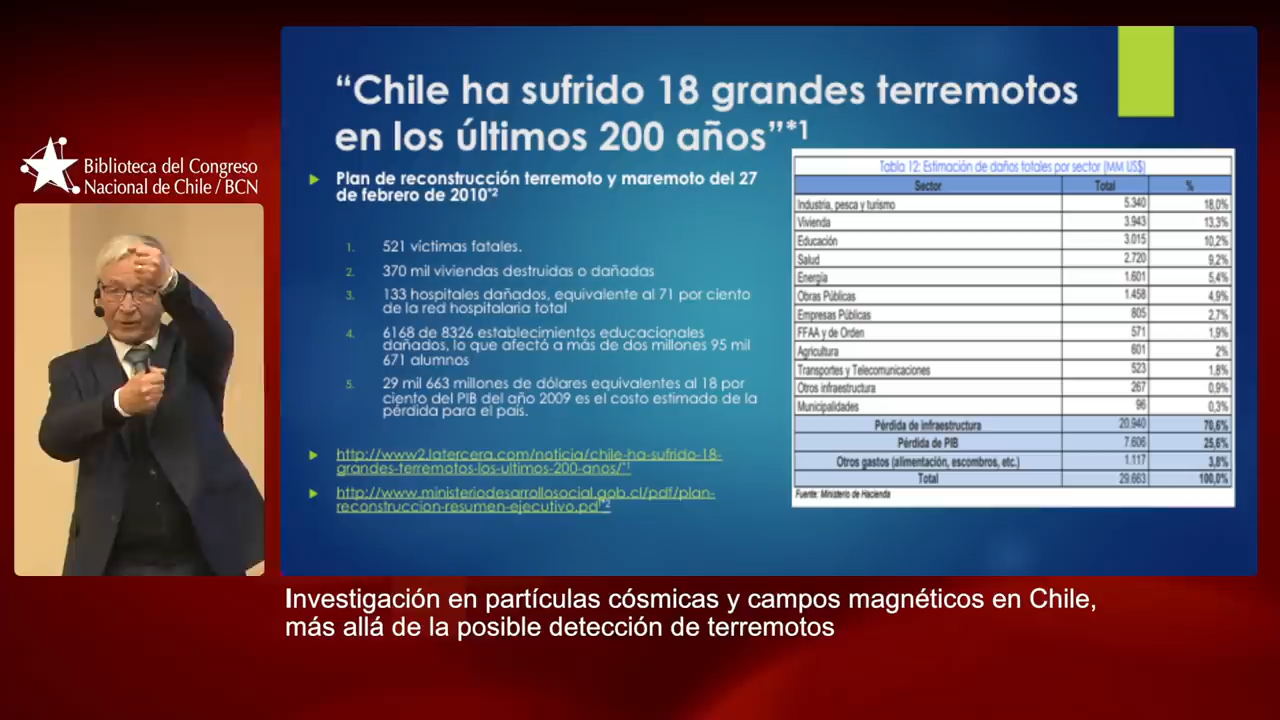 Biblioteca del Congreso
Nacional de Chile / BCN
“Chile ha sufrido 18 grandes terremotos
en los últimos 200 años”*1
Plan de reconstrucción terremoto y maremoto del 27
de febrero de 2010*2
1. 521 víctimas fatales.
2. 370 mil viviendas destruidas o dañadas
3. 133 hospitales dañados, equivalente al 71 por ciento
de la red hospitalaria total
4. 6168 de 8326 establecimientos educacionales
dañados, lo que afectó a más de dos millones 95 mil
671 alumnos
5. 29 mil 663 millones de dólares equivalentes al 18 por
ciento del PIB del año 2009 es el costo estimado de la
pérdida para el país.
http://www2.latercera.com/noticia/chile-ha-sufrido-18-
grandes-terremotos-los-ultimos-200-anos/*1
http://www.ministeriodesarrollosocial.gob.cl/pdf/plan-
reconstruccion-resumen-ejecutivo.pd*2
Tabla 12: Estimación de daños totales por sector (MM US$)
Sector Total %
Industria, pesca y turismo 5.340 18,0%
Vivienda 3.943 13,3%
Educación 3.015 10,2%
Salud 2.720 9,2%
Energía 1.601 5,4%
Obras Públicas 1.458 4,9%
Empresas Públicas 805 2,7%
FFAA y de Orden 571 1,9%
Agricultura 601 2%
Transportes y Telecomunicaciones 523 1,8%
Otros infraestructura 267 0,9%
Municipalidades 96 0,3%
Pérdida de infraestructura 20.940 70,6%
Pérdida de PIB 7.606 25,6%
Otros gastos (alimentación, escombros, etc.) 1.117 3,8%
Total 29.663 100,0%
Fuente: Ministerio de Hacienda
Investigación en partículas cósmicas y campos magnéticos en Chile,
más allá de la posible detección de terremotos